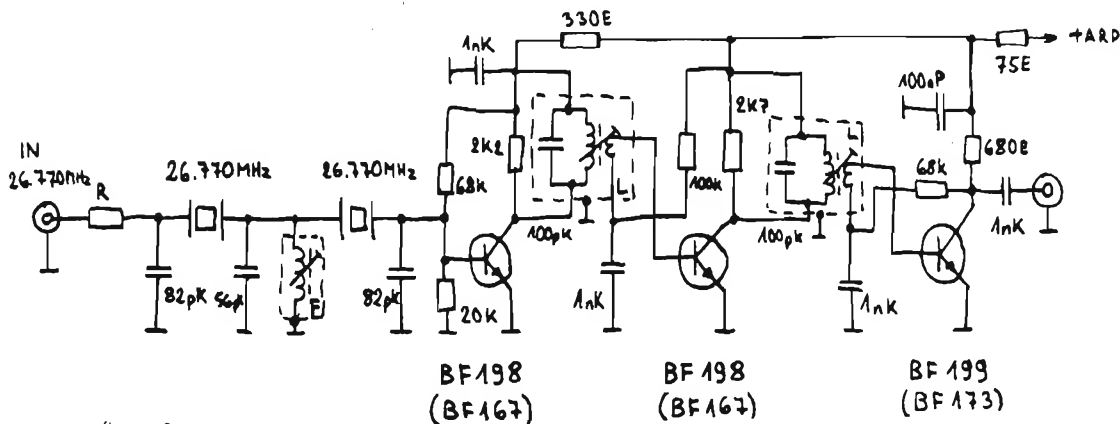 330E
1nK
+ARD
75E
100nP
2K7
2K2
680E
IN
26.770MHz
R
26.770MHz
26.770MHz
68k
L
100k
L
68k
100pk
100pk
1nK
82pK
56pk
F
82pK
20K
1nK
1nK
BF198
(BF167)
BF198
(BF167)
BF199
(BF173)